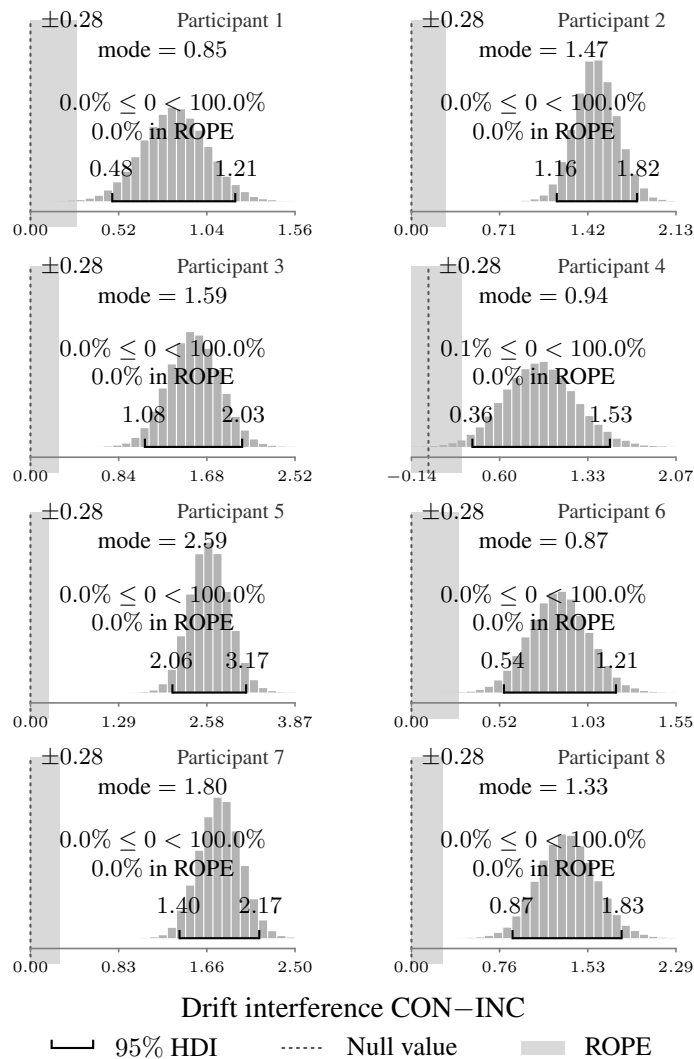 ±0.28 Participant 1
mode = 0.85
0.0% ≤ 0 < 100.0%
0.0% in ROPE
0.48 1.21
0.00 0.52 1.04 1.56
±0.28 Participant 2
mode = 1.47
0.0% ≤ 0 < 100.0%
0.0% in ROPE
1.16 1.82
0.00 0.71 1.42 2.13
±0.28 Participant 3
mode = 1.59
0.0% ≤ 0 < 100.0%
0.0% in ROPE
1.08 2.03
0.00 0.84 1.68 2.52
±0.28 Participant 4
mode = 0.94
0.1% ≤ 0 < 100.0%
0.0% in ROPE
0.36 1.53
−0.14 0.60 1.33 2.07
±0.28 Participant 5
mode = 2.59
0.0% ≤ 0 < 100.0%
0.0% in ROPE
2.06 3.17
0.00 1.29 2.58 3.87
±0.28 Participant 6
mode = 0.87
0.0% ≤ 0 < 100.0%
0.0% in ROPE
0.54 1.21
0.00 0.52 1.03 1.55
±0.28 Participant 7
mode = 1.80
0.0% ≤ 0 < 100.0%
0.0% in ROPE
1.40 2.17
0.00 0.83 1.66 2.50
±0.28 Participant 8
mode = 1.33
0.0% ≤ 0 < 100.0%
0.0% in ROPE
0.87 1.83
0.00 0.76 1.53 2.29
Drift interference CON−INC
95% HDI Null value ROPE